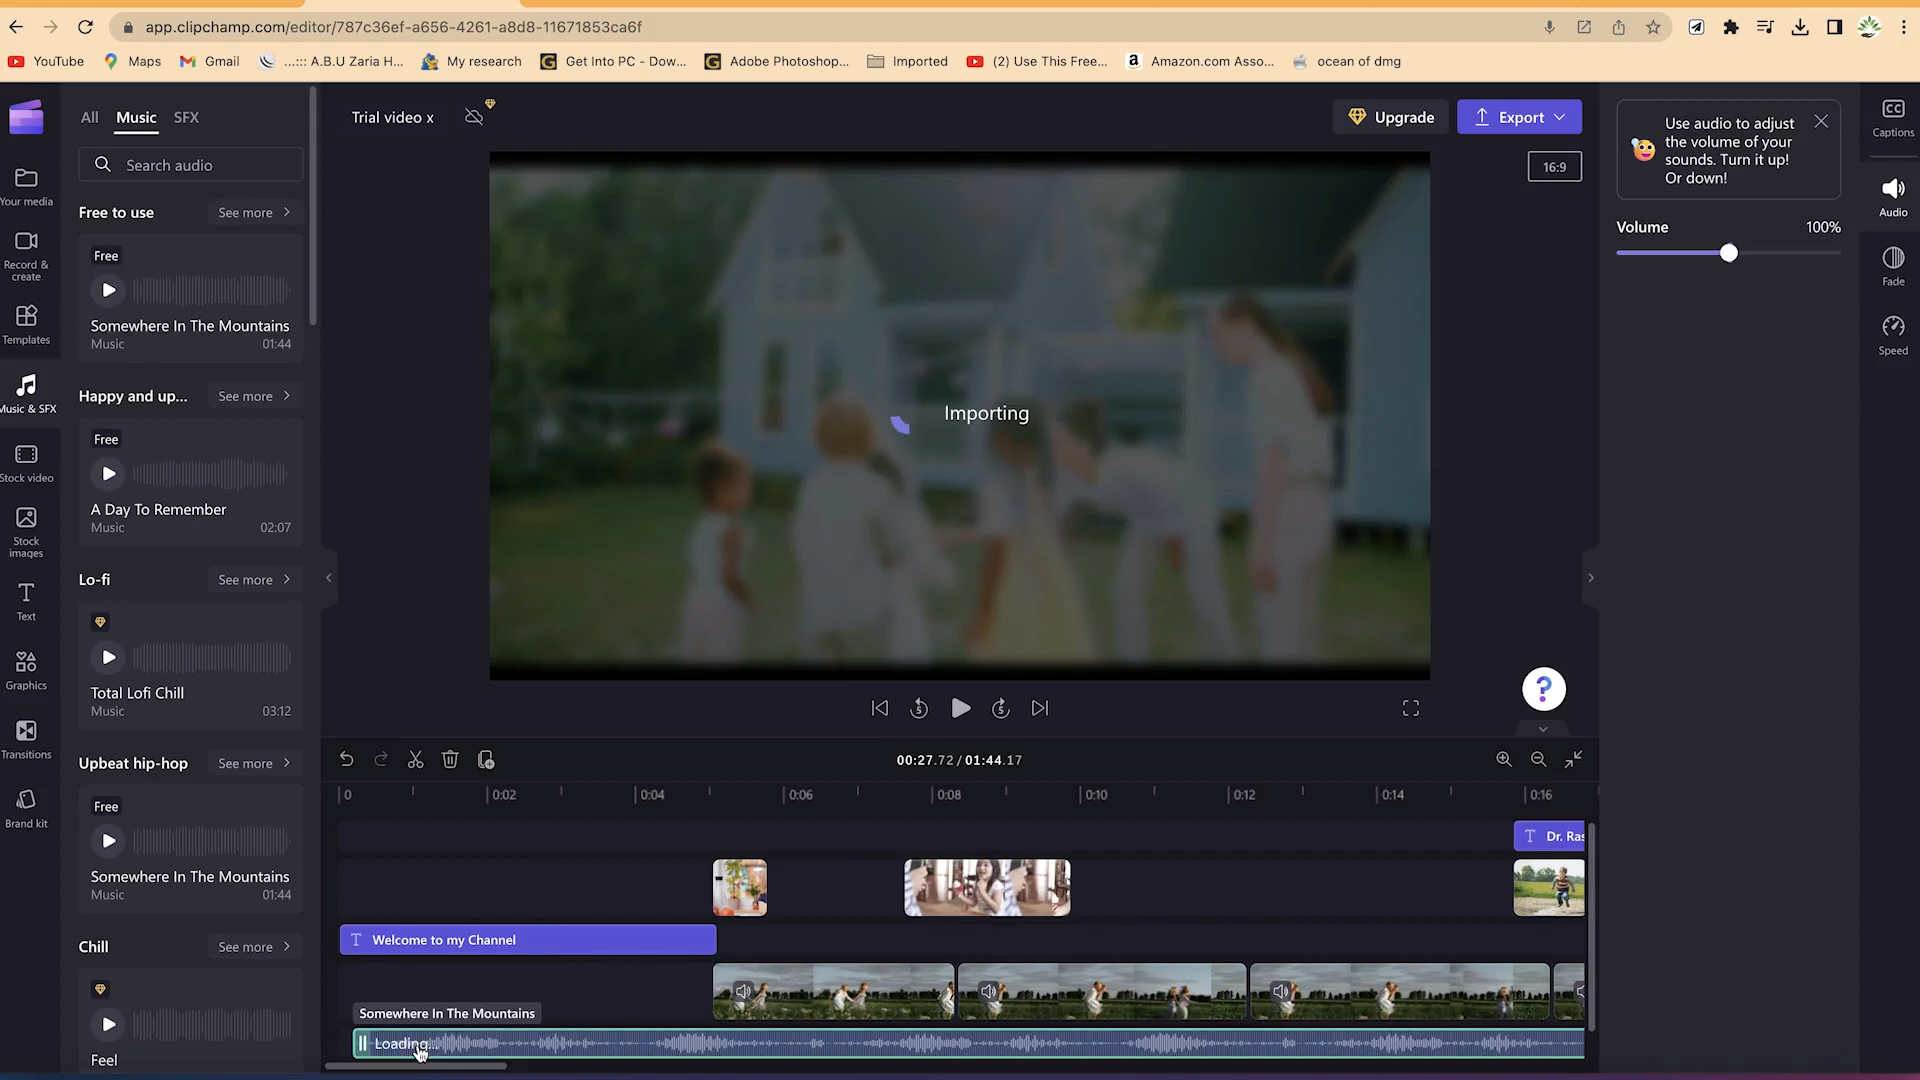 app.clipchamp.com/editor/787c36ef-a656-4261-a8d8-11671853ca6f
YouTube
Maps
Gmail
...::: A.B.U Zaria H...
My research
Get Into PC - Dow...
Adobe Photoshop...
Imported
(2) Use This Free...
Amazon.com Asso...
ocean of dmg
All
Music
SFX
Trial video x
Upgrade
Export
Use audio to adjust
the volume of your
sounds. Turn it up!
Or down!
Captions
Search audio
16:9
Your media
Audio
Free to use
See more
Volume
100%
Record &
create
Free
Somewhere In The Mountains
Music
01:44
Fade
Templates
Speed
Music & SFX
Happy and up...
See more
Free
A Day To Remember
Music
02:07
Importing
Stock video
Stock
images
Lo-fi
See more
Text
Total Lofi Chill
Music
03:12
Graphics
Transitions
Upbeat hip-hop
See more
00:27.72 / 01:44.17
0
0:02
0:04
0:06
0:08
0:10
0:12
0:14
0:16
Brand kit
Free
Somewhere In The Mountains
Music
01:44
T Dr. Ras
Chill
See more
T Welcome to my Channel
Feel
Somewhere In The Mountains
Loading...